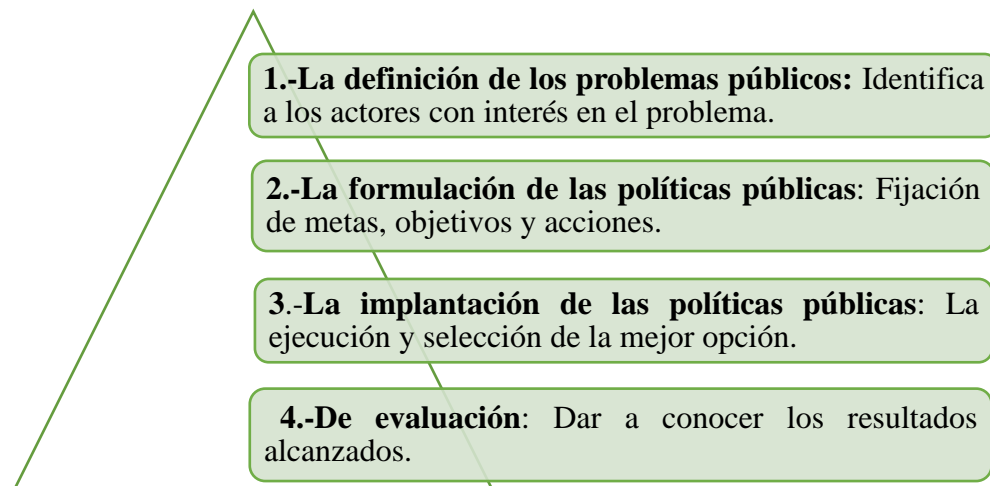 1.-La definición de los problemas públicos: Identifica
a los actores con interés en el problema.
2.-La formulación de las políticas públicas: Fijación
de metas, objetivos y acciones.
3.-La implantación de las políticas públicas: La
ejecución y selección de la mejor opción.
4.-De evaluación: Dar a conocer los resultados
alcanzados.